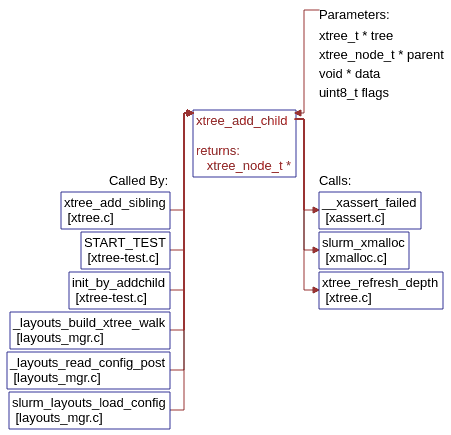 Parameters:
xtree_t * tree
xtree_node_t * parent
void * data
uint8_t flags
xtree_add_child
returns:
xtree_node_t *
Called By:
xtree_add_sibling
[xtree.c]
START_TEST
[xtree-test.c]
init_by_addchild
[xtree-test.c]
_layouts_build_xtree_walk
[layouts_mgr.c]
_layouts_read_config_post
[layouts_mgr.c]
slurm_layouts_load_config
[layouts_mgr.c]
Calls:
__xassert_failed
[xassert.c]
slurm_xmalloc
[xmalloc.c]
xtree_refresh_depth
[xtree.c]